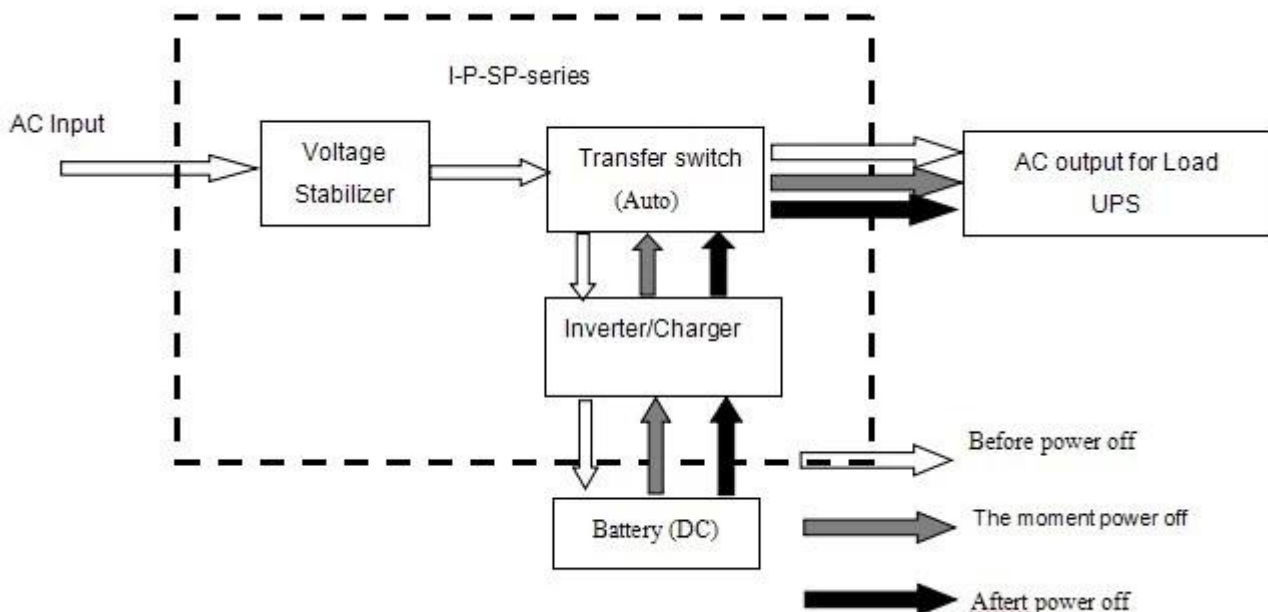 I-P-SP-series
AC Input
Voltage
Stabilizer
Transfer switch
(Auto)
AC output for Load
UPS
Inverter/Charger
Battery (DC)
Before power off
The moment power off
Aftert power off